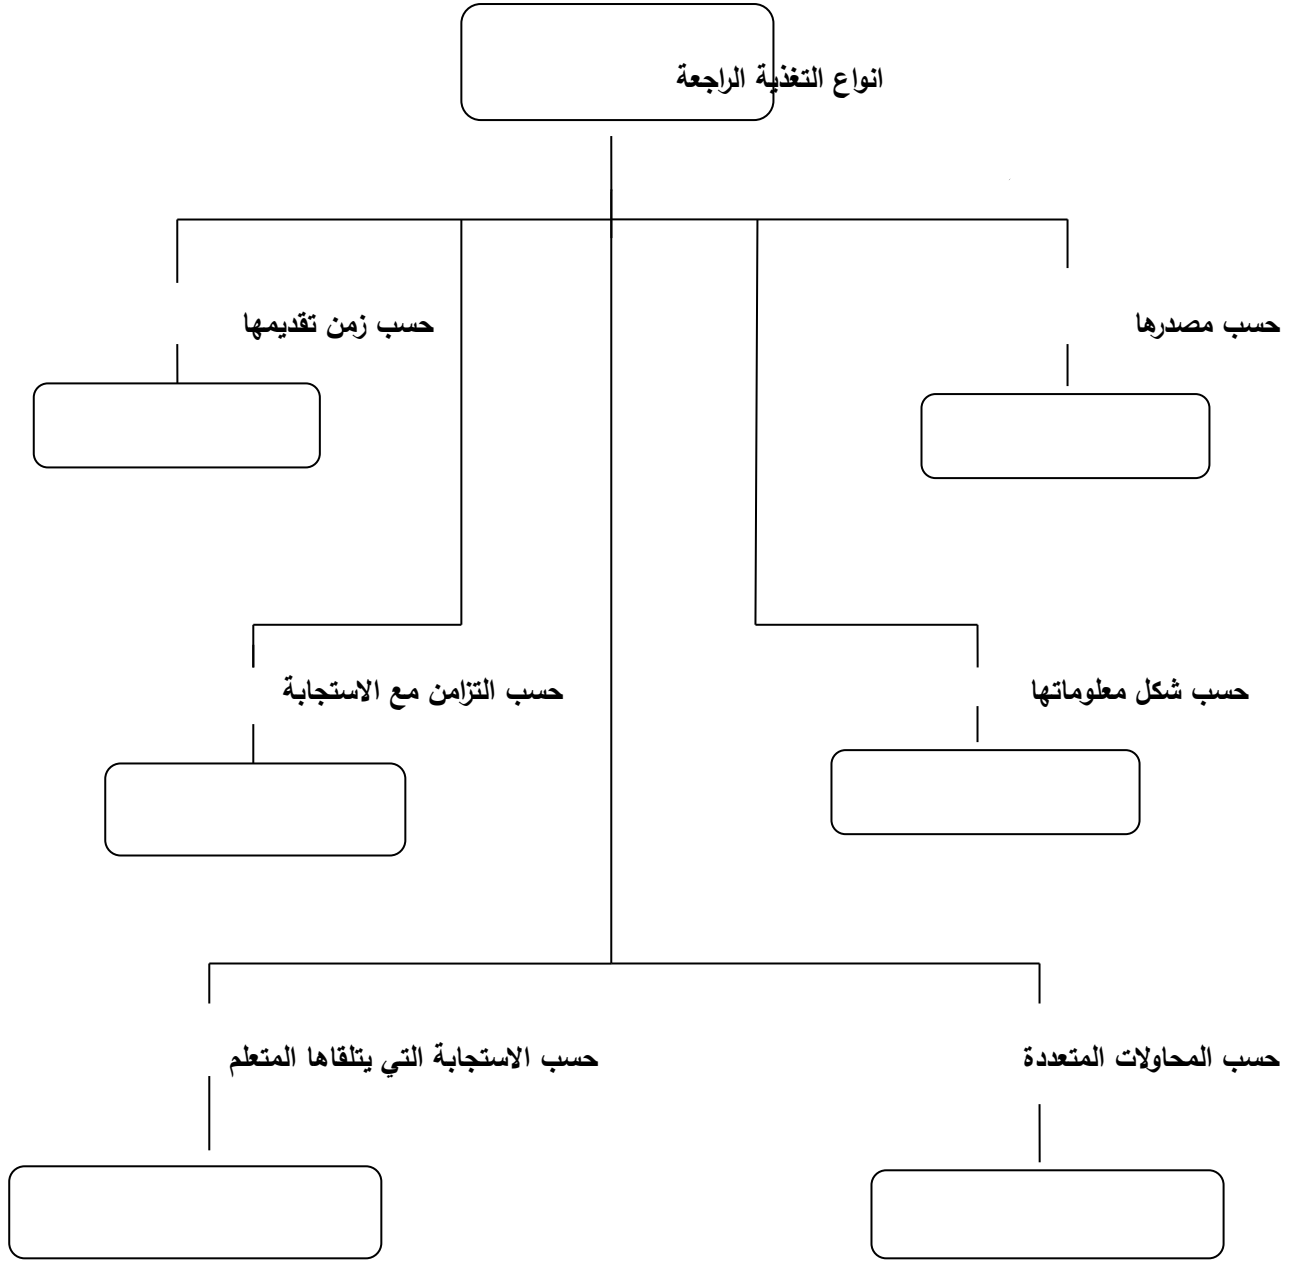 انواع التغذية الراجعة
حسب مصدرها
حسب زمن تقديمها
حسب شكل معلوماتها
حسب التزامن مع الاستجابة
حسب المحاولات المتعددة
حسب الاستجابة التي يتلقاها المتعلم